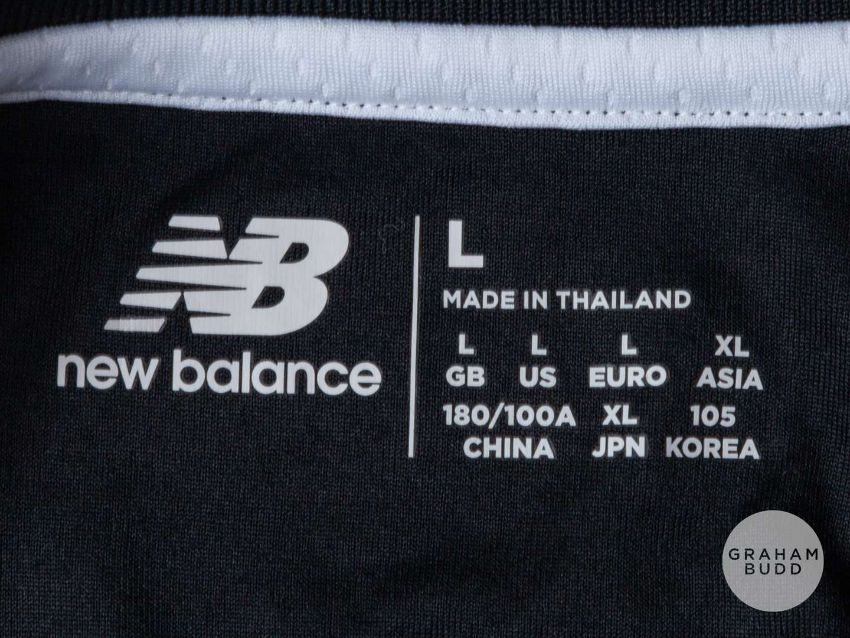 NB
new balance
L
MADE IN THAILAND
L L L XL
GB US EURO ASIA
180/100A XL 105
CHINA JPN KOREA
GRAHAM
BUDD